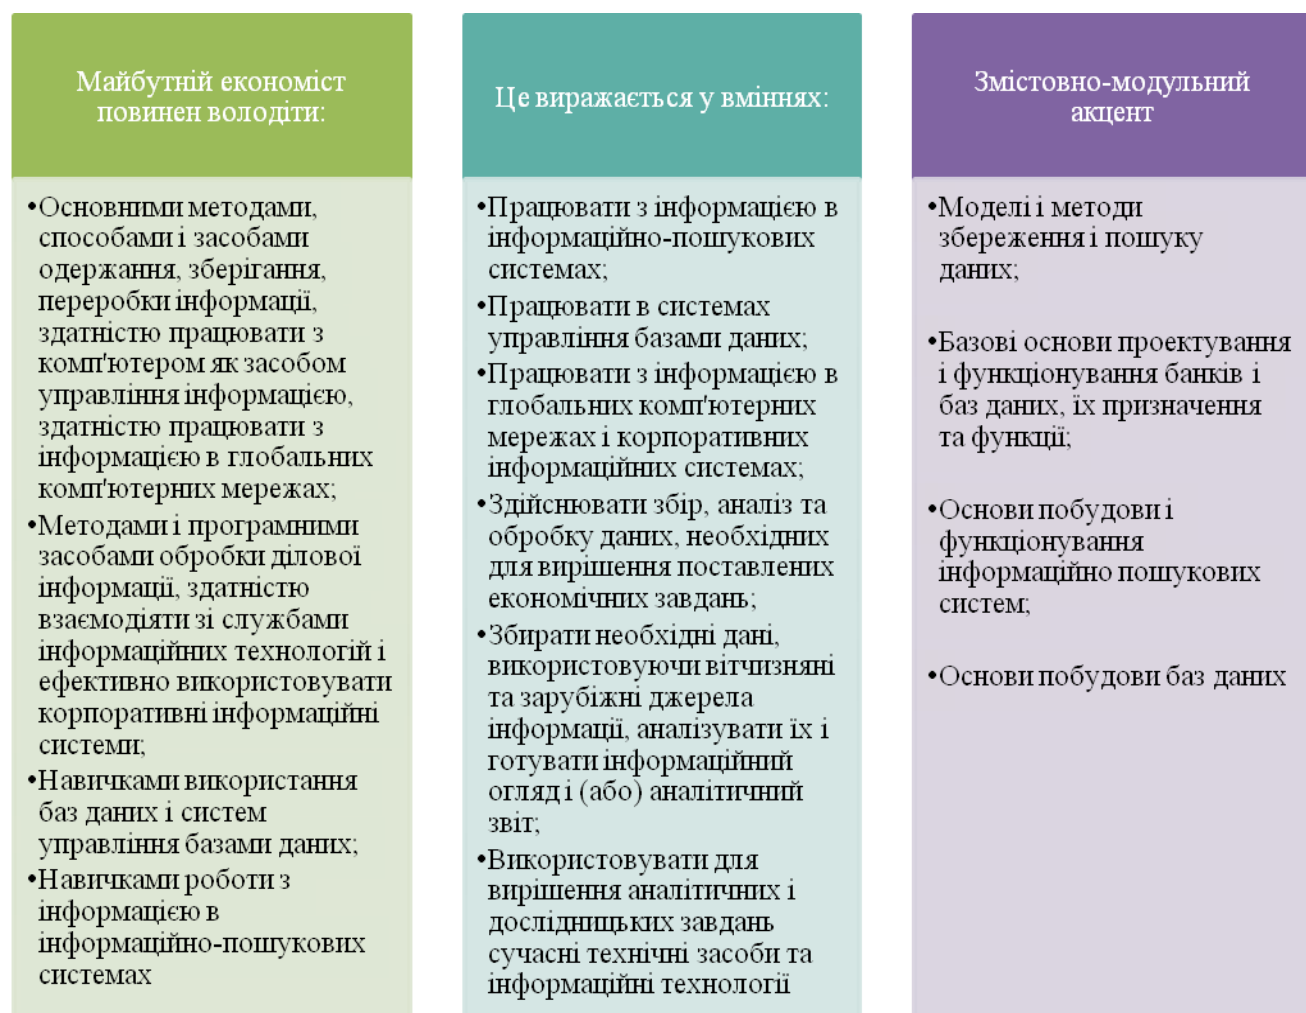 Майбутній економіст
повинен володіти:
•Основними методами,
способами і засобами
одержання, зберігання,
переробки інформації,
здатністю працювати з
комп'ютером як засобом
управління інформацією,
здатністю працювати з
інформацією в глобальних
комп'ютерних мережах;
•Методами і програмними
засобами обробки ділової
інформації, здатністю
взаємодіяти зі службами
інформаційних технологій і
ефективно використовувати
корпоративні інформаційні
системи;
•Навичками використання
баз даних і систем
управління базами даних;
•Навичками роботи з
інформацією в
інформаційно-пошукових
системах
Це виражається у вміннях:
•Працювати з інформацією в
інформаційно-пошукових
системах;
•Працювати в системах
управління базами даних;
•Працювати з інформацією в
глобальних комп'ютерних
мережах і корпоративних
інформаційних системах;
•Здійснювати збір, аналіз та
обробку даних, необхідних
для вирішення поставлених
економічних завдань;
•Збирати необхідні дані,
використовуючи вітчизняні
та зарубіжні джерела
інформації, аналізувати їх і
готувати інформаційний
огляд і (або) аналітичний
звіт;
•Використовувати для
вирішення аналітичних і
дослідницьких завдань
сучасні технічні засоби та
інформаційні технології
Змістовно-модульний
акцент
•Моделі і методи
збереження і пошуку
даних;
•Базові основи проектування
і функціонування банків і
баз даних, їх призначення
та функції;
•Основи побудови і
функціонування
інформаційно пошукових
систем;
•Основи побудови баз даних